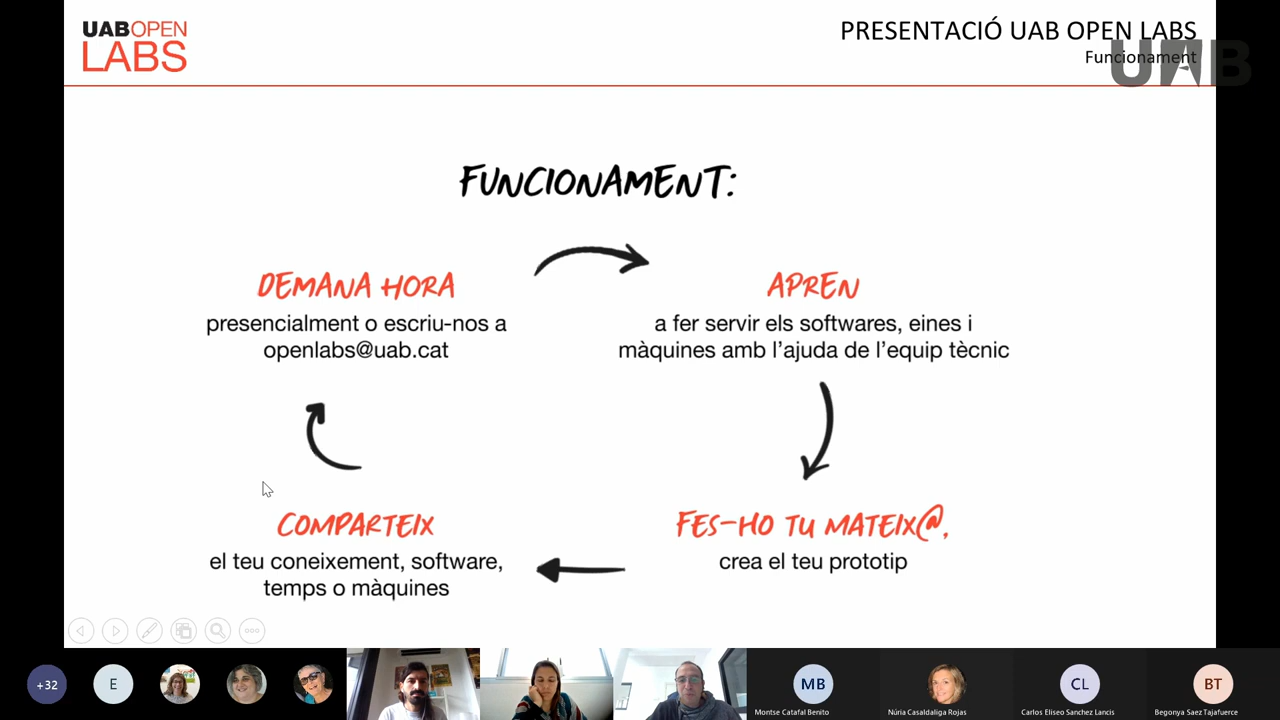 UABOPEN
LABS
PRESENTACIÓ UAB OPEN LABS
Funcionament
UAB
FUNCIONAMENT:
DEMANA HORA
presencialment o escriu-nos a
openlabs@uab.cat
APREN
a fer servir els softwares, eines i
màquines amb l'ajuda de l'equip tècnic
COMPARTEIX
el teu coneixement, software,
temps o màquines
FES-HO TU MATEIX@,
crea el teu prototip
+32
E
MB
CL
BT
Montse Catafal Benito
Núria Casaldaliga Rojas
Carlos Eliseo Sanchez Lancis
Begonya Saez Tajafuerce